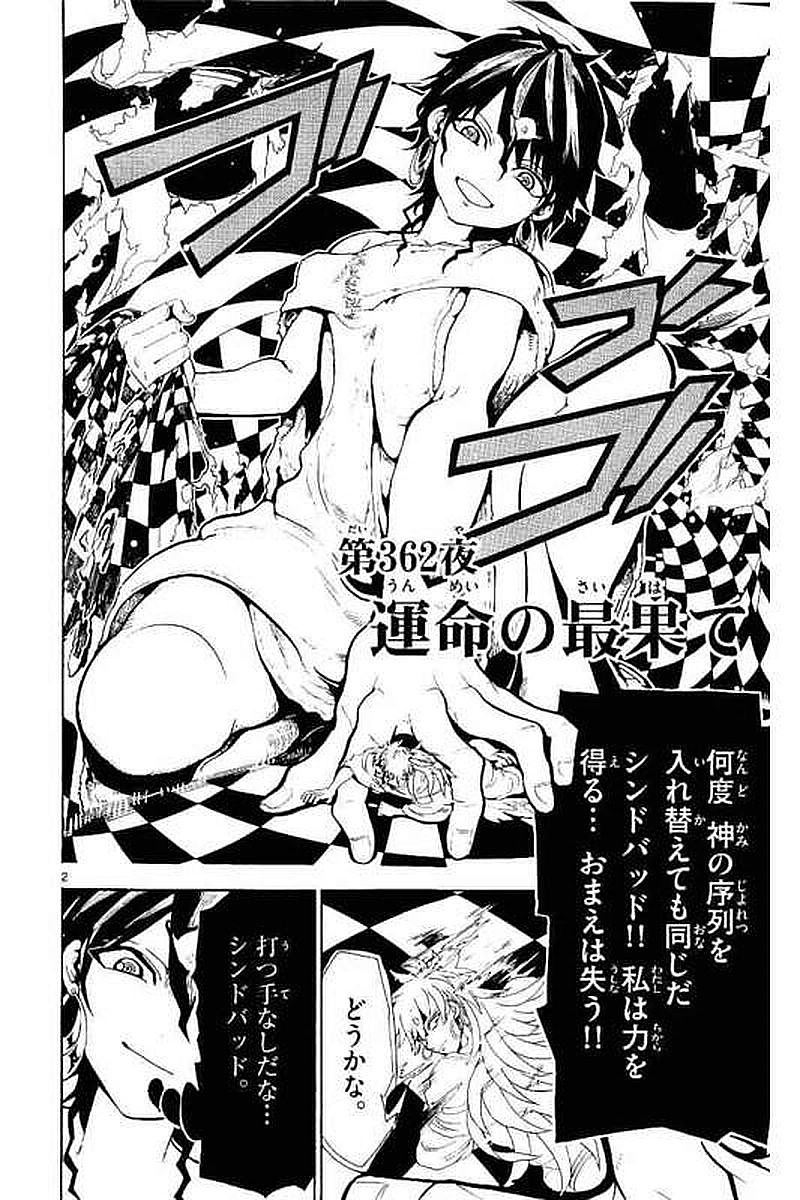 ゴゴ
ゴゴ
第362夜
運命の最果て
何度 神の序列を
入れ替えても同じだ
シンドバッド!! 私は力を
得る… おまえは失う!!
2
どうかな。
打つ手なしだな…
シンドバッド。